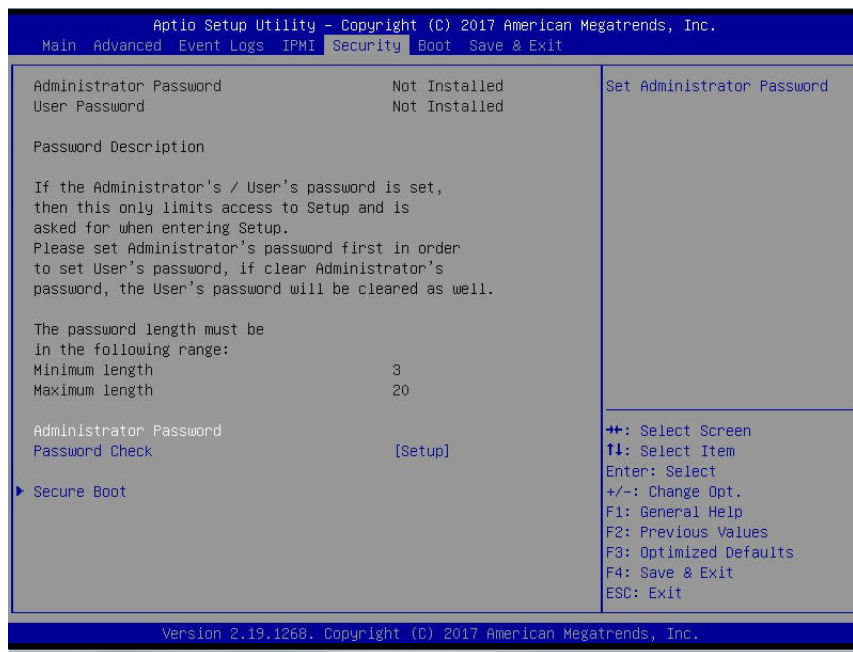 Aptio Setup Utility – Copyright (C) 2017 American Megatrends, Inc.
Main Advanced Event Logs IPMI Security Boot Save & Exit
Administrator Password Not Installed
User Password Not Installed
Password Description
If the Administrator's / User's password is set,
then this only limits access to Setup and is
asked for when entering Setup.
Please set Administrator's password first in order
to set User's password, if clear Administrator's
password, the User's password will be cleared as well.
The password length must be
in the following range:
Minimum length 3
Maximum length 20
Administrator Password
Password Check [Setup]
Secure Boot
Set Administrator Password
→←: Select Screen
↑↓: Select Item
Enter: Select
+/-: Change Opt.
F1: General Help
F2: Previous Values
F3: Optimized Defaults
F4: Save & Exit
ESC: Exit
Version 2.19.1268. Copyright (C) 2017 American Megatrends, Inc.